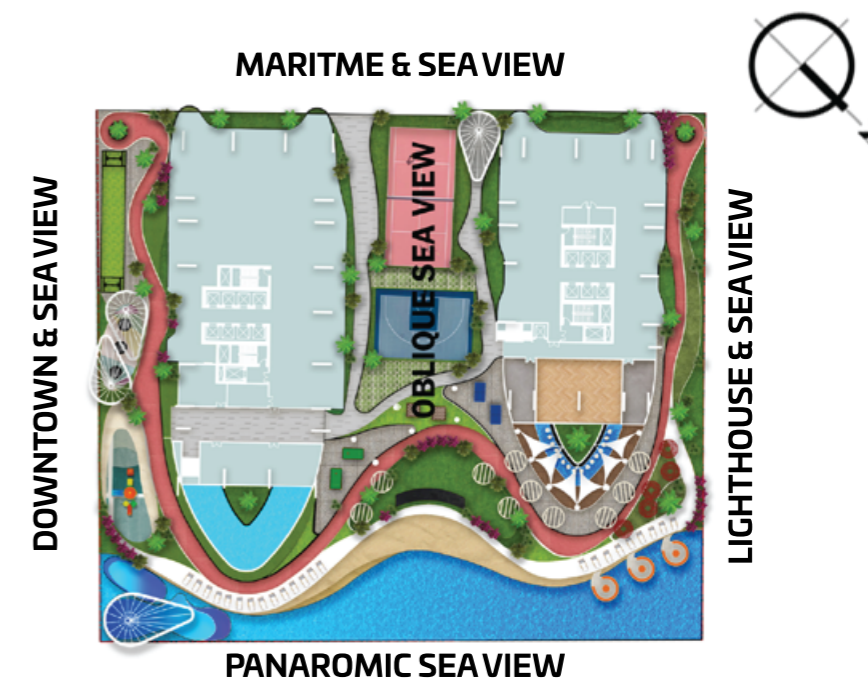 MARITME & SEA VIEW
DOWNTOWN & SEA VIEW
OBLIQUE SEA VIEW
LIGHTHOUSE & SEA VIEW
PANAROMIC SEA VIEW